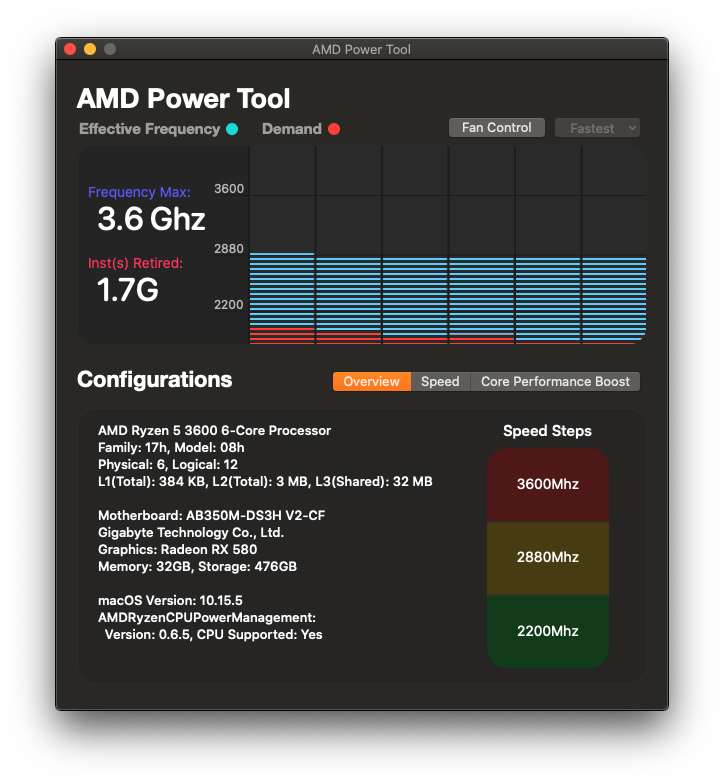 AMD Power Tool
AMD Power Tool
Effective Frequency
Demand
Fan Control
Fastest
Frequency Max:
3.6 Ghz
Inst(s) Retired:
1.7G
3600
2880
2200
Configurations
Overview
Speed
Core Performance Boost
AMD Ryzen 5 3600 6-Core Processor
Family: 17h, Model: 08h
Physical: 6, Logical: 12
L1(Total): 384 KB, L2(Total): 3 MB, L3(Shared): 32 MB
Motherboard: AB350M-DS3H V2-CF
Gigabyte Technology Co., Ltd.
Graphics: Radeon RX 580
Memory: 32GB, Storage: 476GB
macOS Version: 10.15.5
AMDRyzenCPUPowerManagement:
Version: 0.6.5, CPU Supported: Yes
Speed Steps
3600Mhz
2880Mhz
2200Mhz